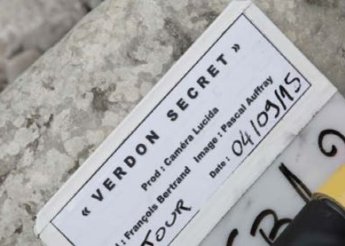 « VERDON SECRET »
Prod : Caméra Lucida
: François Bertrand Image : Pascal Auffray
Date : 04/09/15
JOUR